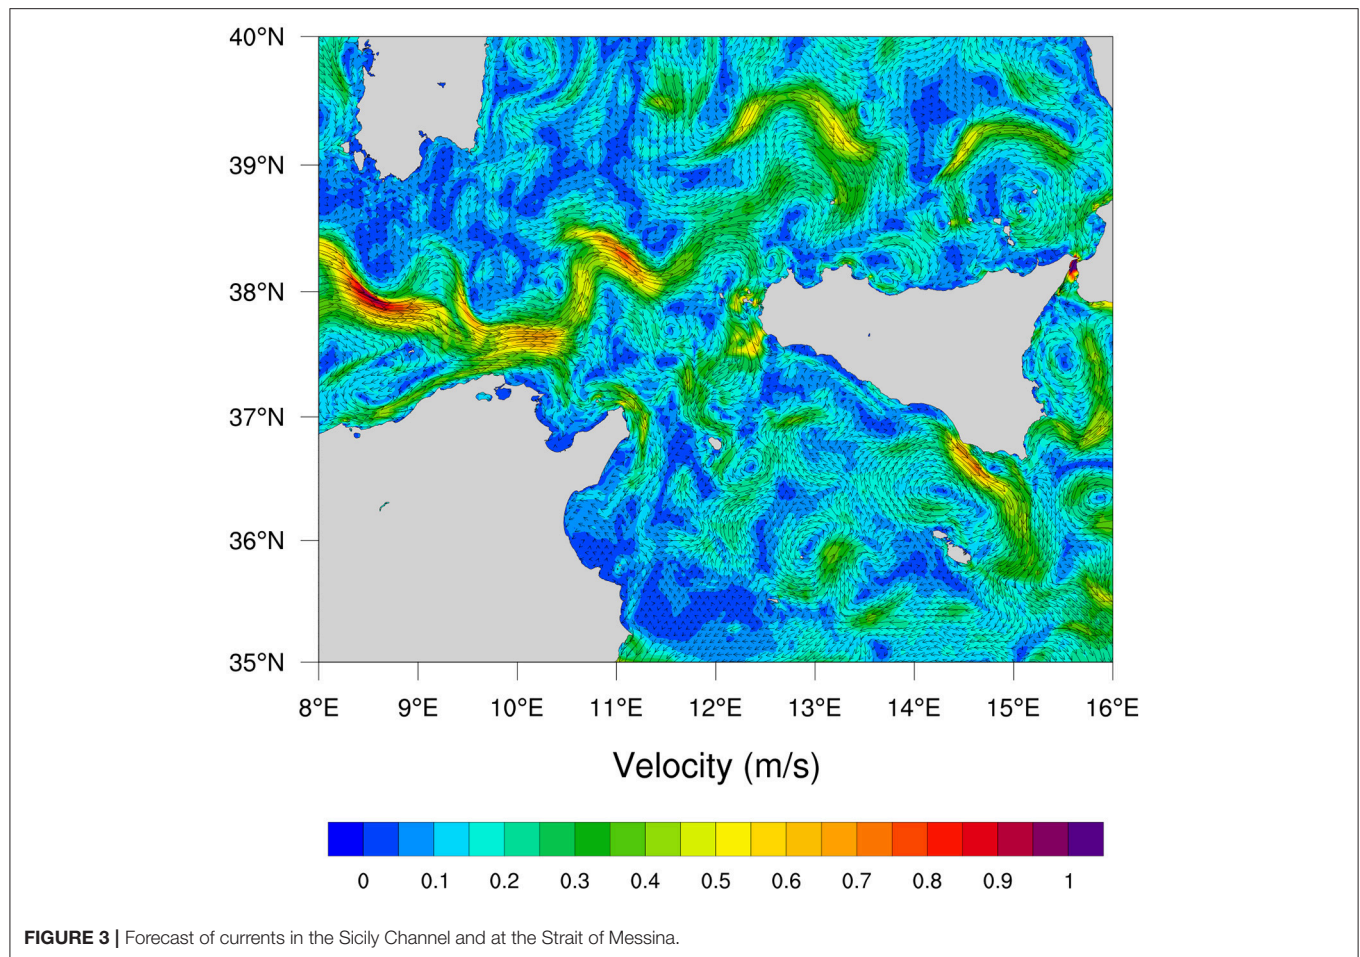 40°N
39°N
38°N
37°N
36°N
35°N
8°E 9°E 10°E 11°E 12°E 13°E 14°E 15°E 16°E
Velocity (m/s)
0 0.1 0.2 0.3 0.4 0.5 0.6 0.7 0.8 0.9 1
FIGURE 3 | Forecast of currents in the Sicily Channel and at the Strait of Messina.